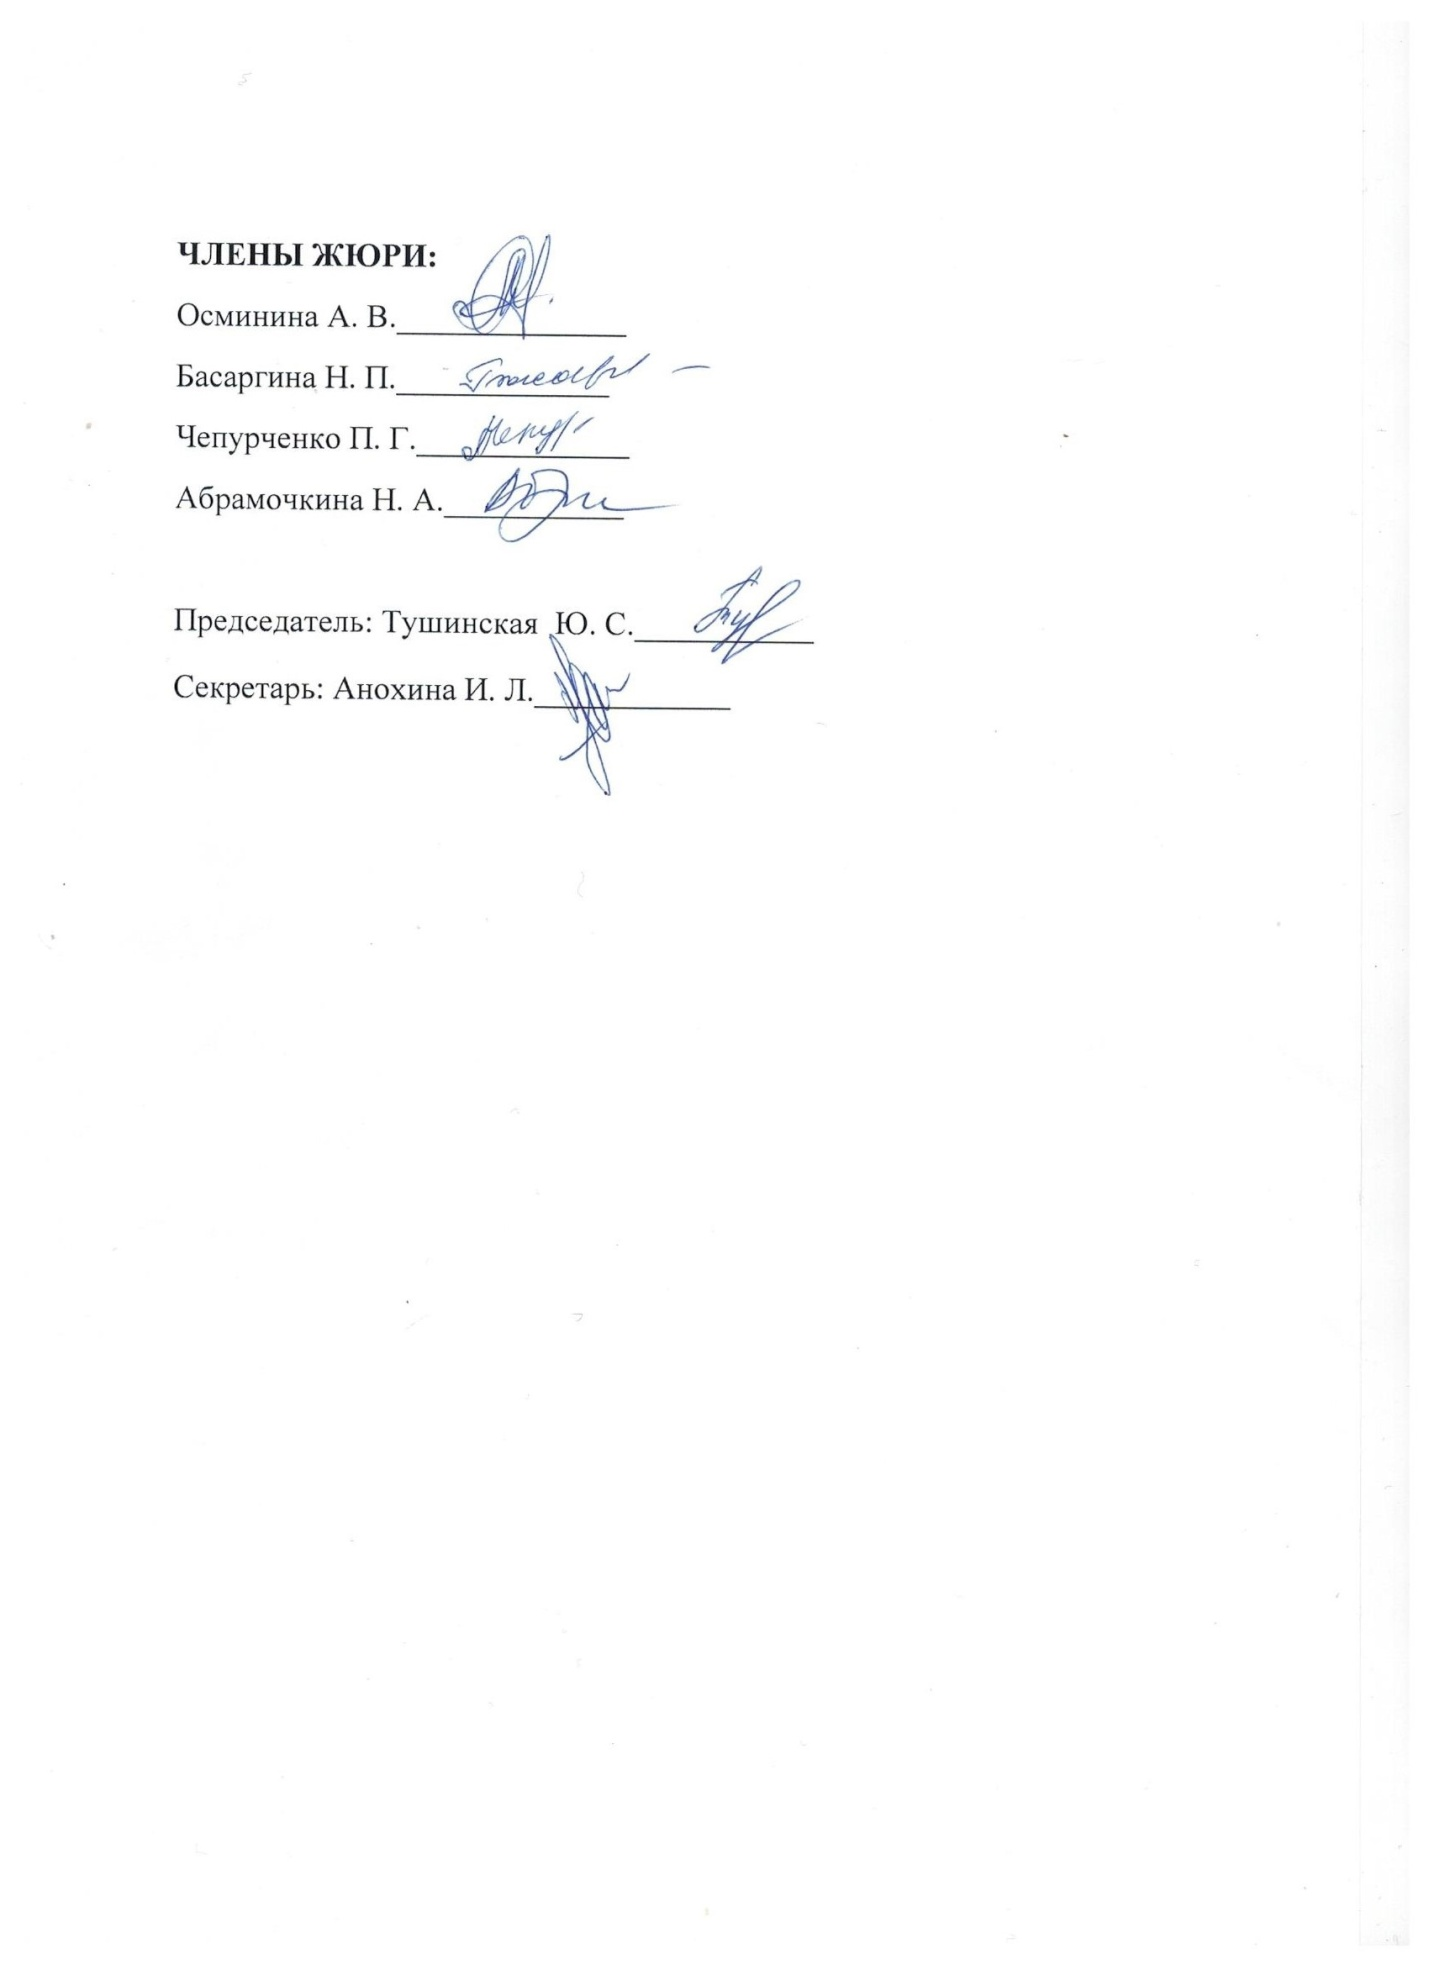 ЧЛЕНЫ ЖЮРИ:
Осминина А. В.
Басаргина Н. П.
Чепурченко П. Г.
Абрамочкина Н. А.
Председатель: Тушинская Ю. С.
Секретарь: Анохина И. Л.